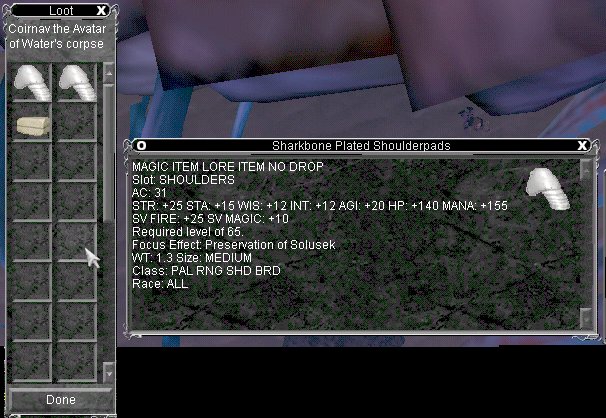 Loot X
Coirnav the Avatar
of Water's corpse
Done
O Sharkbone Plated Shoulderpads X
MAGIC ITEM LORE ITEM NO DROP
Slot: SHOULDERS
AC: 31
STR: +25 STA: +15 WIS: +12 INT: +12 AGI: +20 HP: +140 MANA: +155
SV FIRE: +25 SV MAGIC: +10
Required level of 65.
Focus Effect: Preservation of Solusek
WT: 1.3 Size: MEDIUM
Class: PAL RNG SHD BRD
Race: ALL